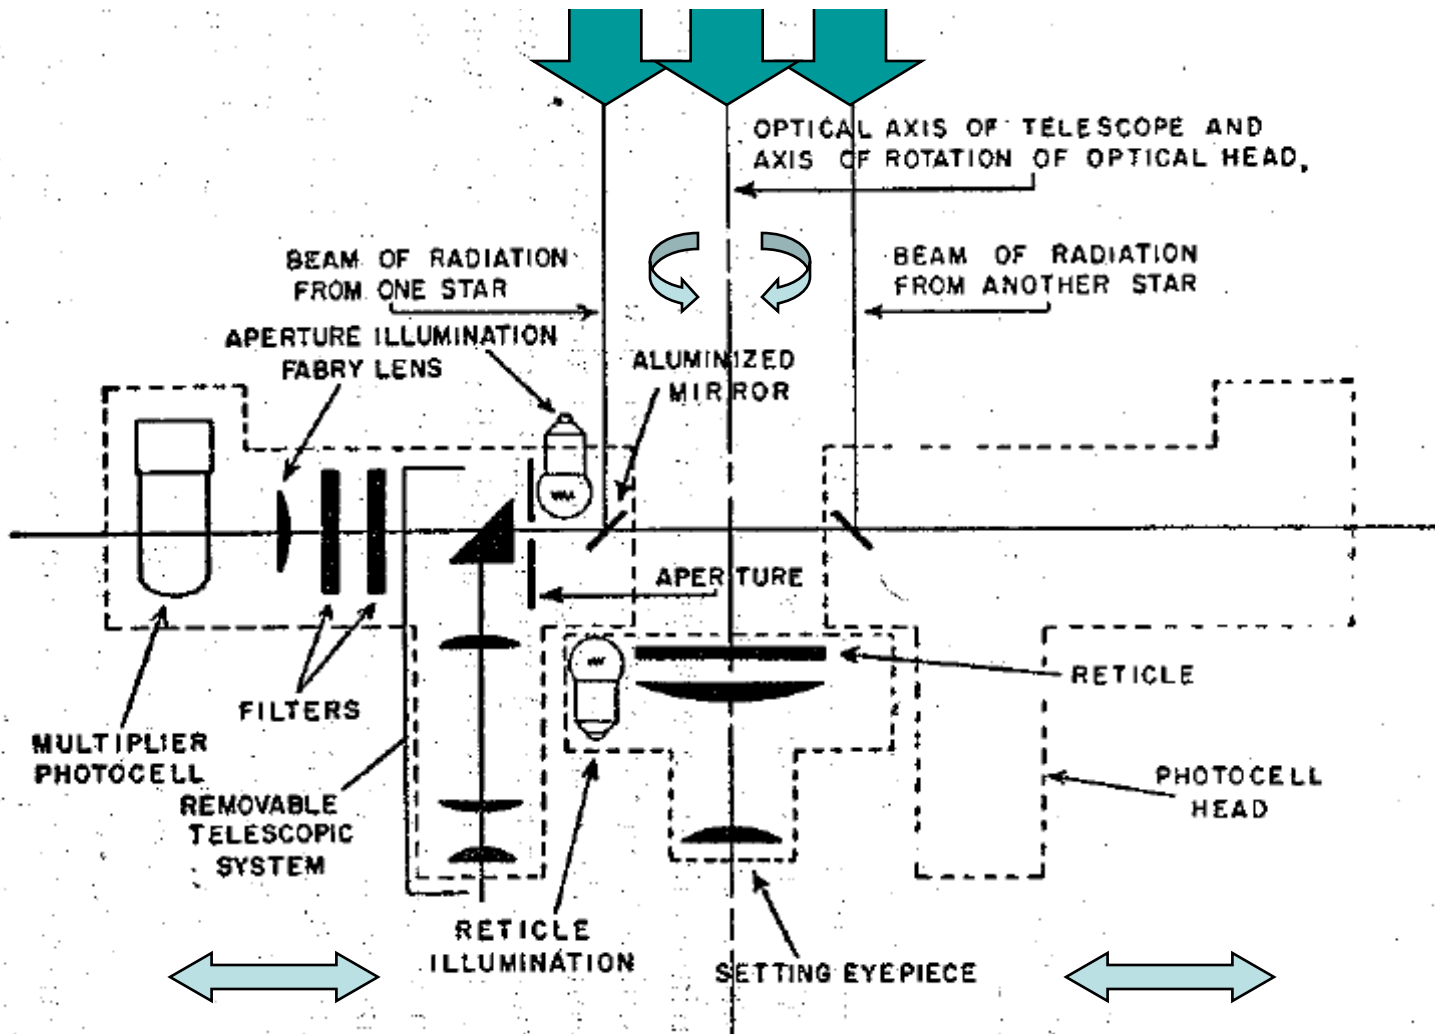 OPTICAL AXIS OF TELESCOPE AND
AXIS OF ROTATION OF OPTICAL HEAD,
BEAM OF RADIATION
FROM ONE STAR
BEAM OF RADIATION
FROM ANOTHER STAR
APERTURE ILLUMINATION
FABRY LENS
ALUMINIZED
MIRROR
APERTURE
RETICLE
FILTERS
MULTIPLIER
PHOTOCELL
REMOVABLE
TELESCOPIC
SYSTEM
PHOTOCELL
HEAD
RETICLE
ILLUMINATION
SETTING EYEPIECE